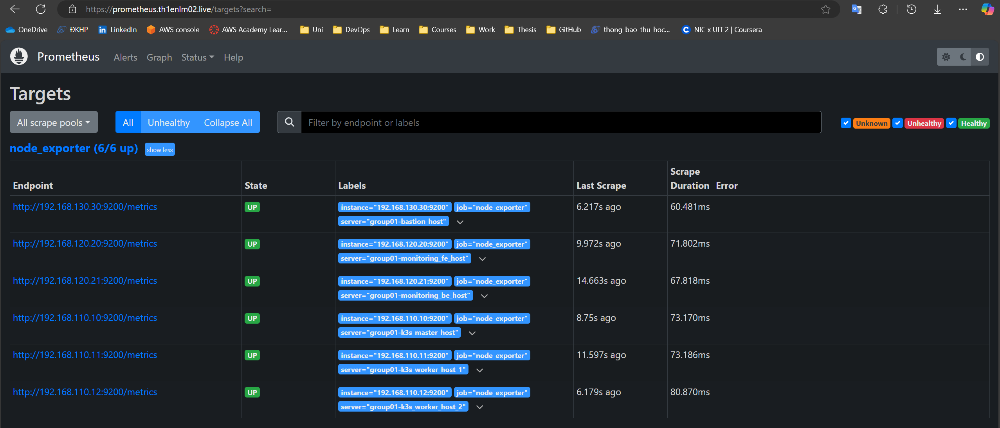 https://prometheus.th1enlm02.live/targets?search=
OneDrive ĐKHP LinkedIn AWS console AWS Academy Lear... Uni DevOps Learn Courses Work Thesis GitHub thong_bao_thu_hoc... NIC x UIT 2 | Coursera
Prometheus Alerts Graph Status Help
Targets
All scrape pools All Unhealthy Collapse All Filter by endpoint or labels Unknown Unhealthy Healthy
node_exporter (6/6 up) show less
Endpoint State Labels Last Scrape Scrape Duration Error
http://192.168.130.30:9200/metrics UP instance="192.168.130.30:9200" job="node_exporter" 6.217s ago 60.481ms
server="group01-bastion_host"
http://192.168.120.20:9200/metrics UP instance="192.168.120.20:9200" job="node_exporter" 9.972s ago 71.802ms
server="group01-monitoring_fe_host"
http://192.168.120.21:9200/metrics UP instance="192.168.120.21:9200" job="node_exporter" 14.663s ago 67.818ms
server="group01-monitoring_be_host"
http://192.168.110.10:9200/metrics UP instance="192.168.110.10:9200" job="node_exporter" 8.75s ago 73.170ms
server="group01-k3s_master_host"
http://192.168.110.11:9200/metrics UP instance="192.168.110.11:9200" job="node_exporter" 11.597s ago 73.186ms
server="group01-k3s_worker_host_1"
http://192.168.110.12:9200/metrics UP instance="192.168.110.12:9200" job="node_exporter" 6.179s ago 80.870ms
server="group01-k3s_worker_host_2"